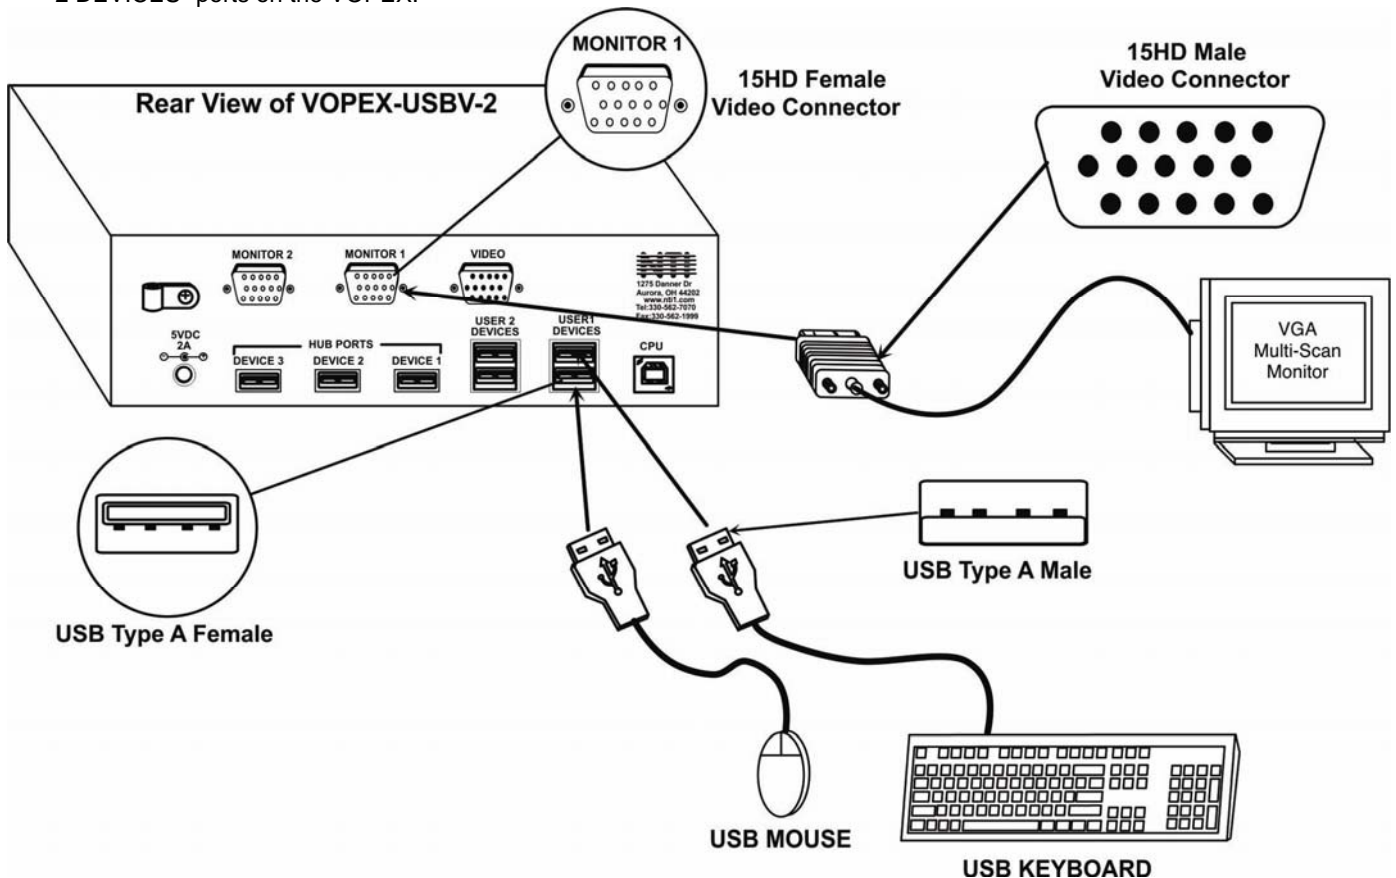 2 DEVICES" ports on the VOPEX.
MONITOR 1
15HD Female
Video Connector
15HD Male
Video Connector
Rear View of VOPEX-USBV-2
MONITOR 2
MONITOR 1
VIDEO
1275 Danner Dr
Aurora, OH 44202
www.nti1.com
Tel:330-562-7070
Fax:330-562-1999
5VDC
2A
HUB PORTS
DEVICE 3
DEVICE 2
DEVICE 1
USER 2
DEVICES
USER1
DEVICES
CPU
VGA
Multi-Scan
Monitor
USB Type A Female
USB Type A Male
USB MOUSE
USB KEYBOARD